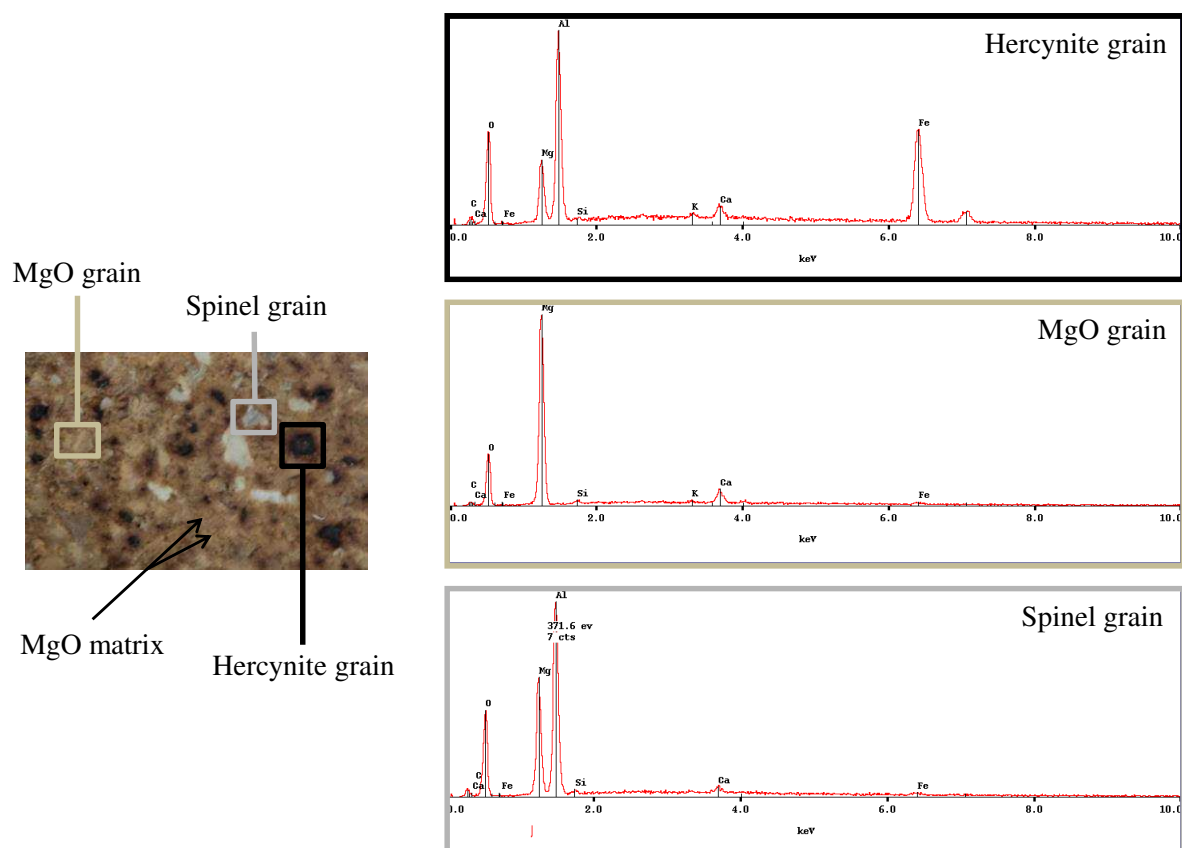 MgO grain
Spinel grain
MgO matrix
Hercynite grain
Hercynite grain
Al
O
Mg
Fe
C
Ca
Fe
Si
K
Ca
0.0 2.0 4.0 6.0 8.0 10.0
keV
MgO grain
Mg
O
C
Ca
Fe
Si
K
Ca
Fe
0.0 2.0 4.0 6.0 8.0 10.0
keV
Spinel grain
Al
371.6 ev
7 cts
Mg
O
C
Ca
Fe
Si
Ca
Fe
0.0 2.0 4.0 6.0 8.0 10.0
keV